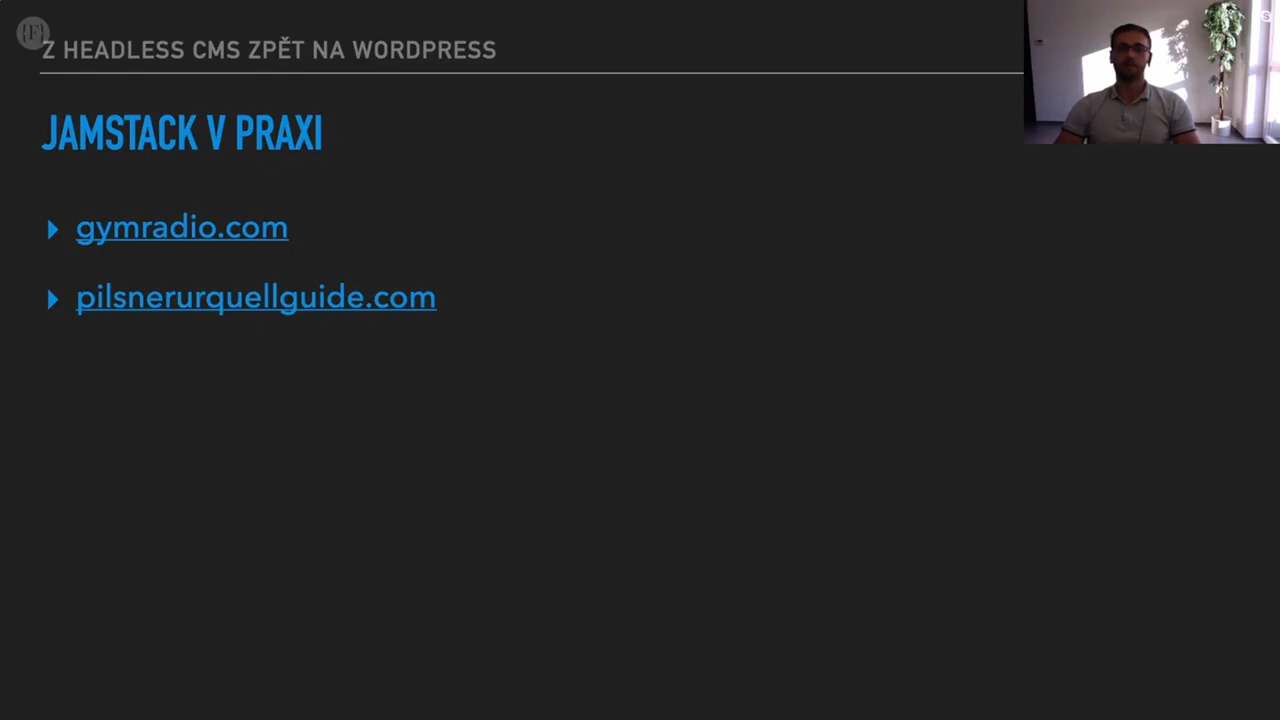 {F}
Z HEADLESS CMS ZPĚT NA WORDPRESS
JAMSTACK V PRAXI
gymradio.com
pilsnerurquellguide.com